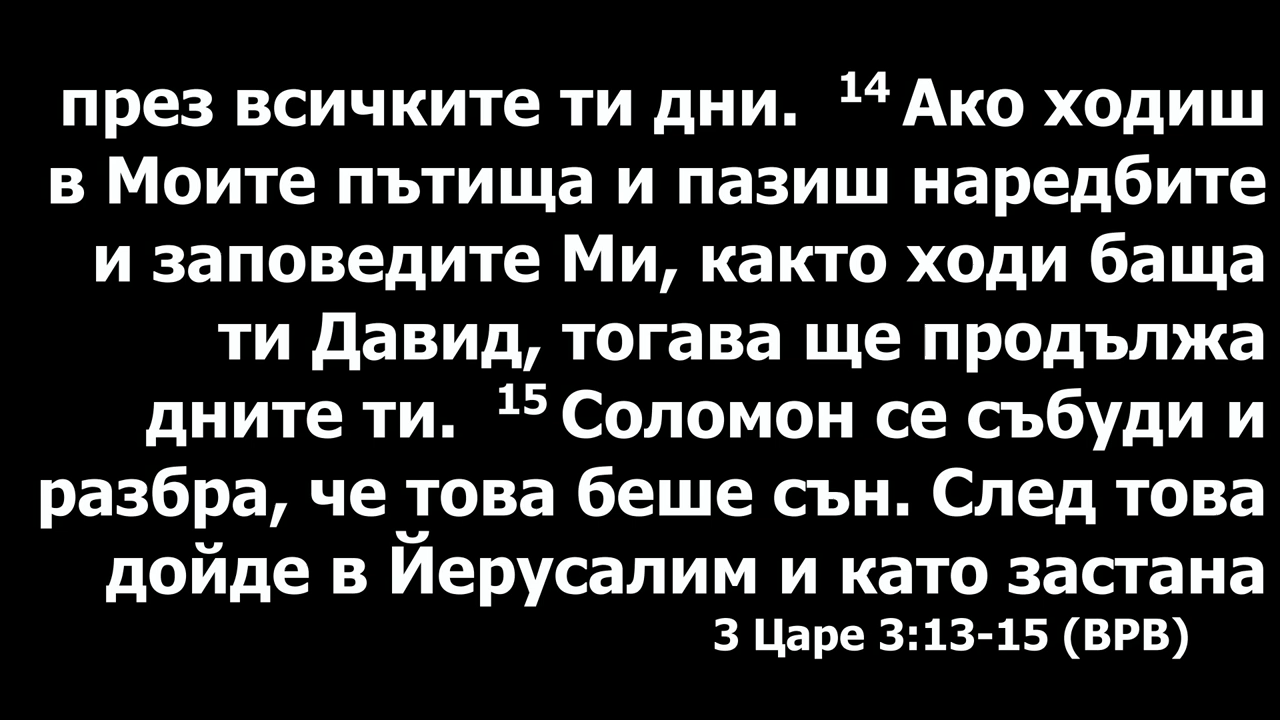 през всичките ти дни. 14 Ако ходиш
в Моите пътища и пазиш наредбите
и заповедите Ми, както ходи баща
ти Давид, тогава ще продължа
дните ти. 15 Соломон се събуди и
разбра, че това беше сън. След това
дойде в Йерусалим и като застана
3 Царе 3:13-15 (ВРВ)